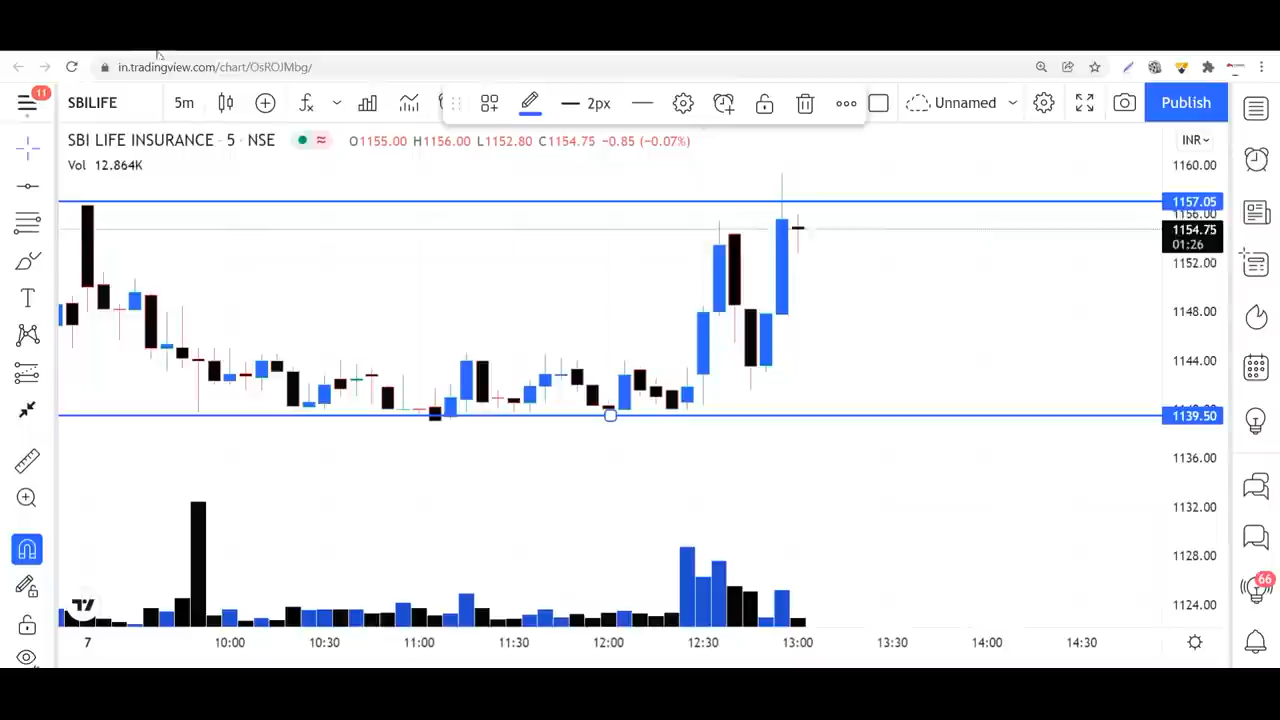 in.tradingview.com/chart/OsROJMbg/
11
SBILIFE
5m
2px
Unnamed
Publish
SBI LIFE INSURANCE · 5 · NSE
O1155.00 H1156.00 L1152.80 C1154.75 −0.85 (−0.07%)
INR
Vol 12.864K
1160.00
1157.05
1156.00
1154.75
01:26
1152.00
1148.00
1144.00
1139.50
1136.00
1132.00
1128.00
1124.00
66
7
10:00
10:30
11:00
11:30
12:00
12:30
13:00
13:30
14:00
14:30